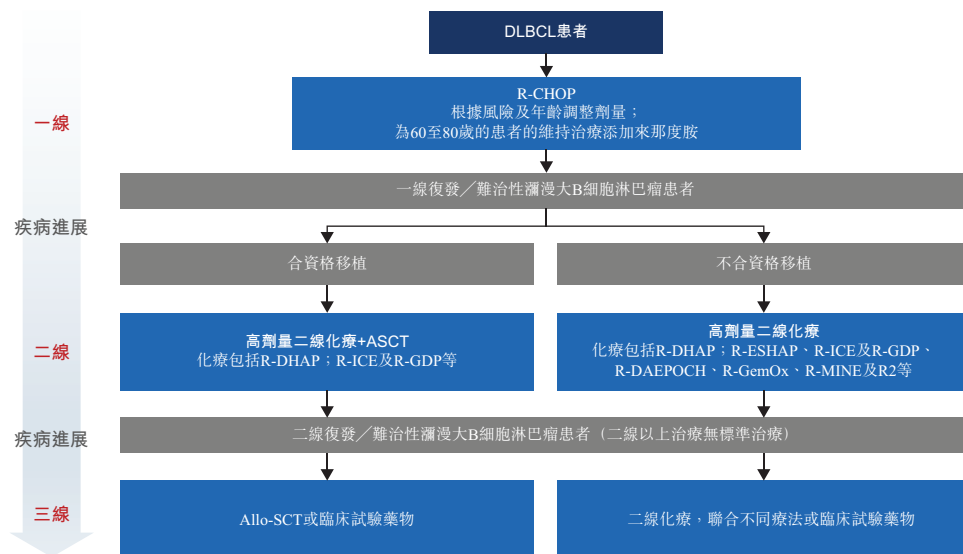 DLBCL患者
一線
R-CHOP
根據風險及年齡調整劑量；
為60至80歲的患者的維持治療添加來那度胺
一線復發／難治性瀰漫大B細胞淋巴瘤患者
疾病進展
合資格移植
不合資格移植
二線
高劑量二線化療+ASCT
化療包括R-DHAP；R-ICE及R-GDP等
高劑量二線化療
化療包括R-DHAP；R-ESHAP、R-ICE及R-GDP、
R-DAEPOCH、R-GemOx、R-MINE及R2等
疾病進展
二線復發／難治性瀰漫大B細胞淋巴瘤患者（二線以上治療無標準治療）
三線
Allo-SCT或臨床試驗藥物
二線化療，聯合不同療法或臨床試驗藥物